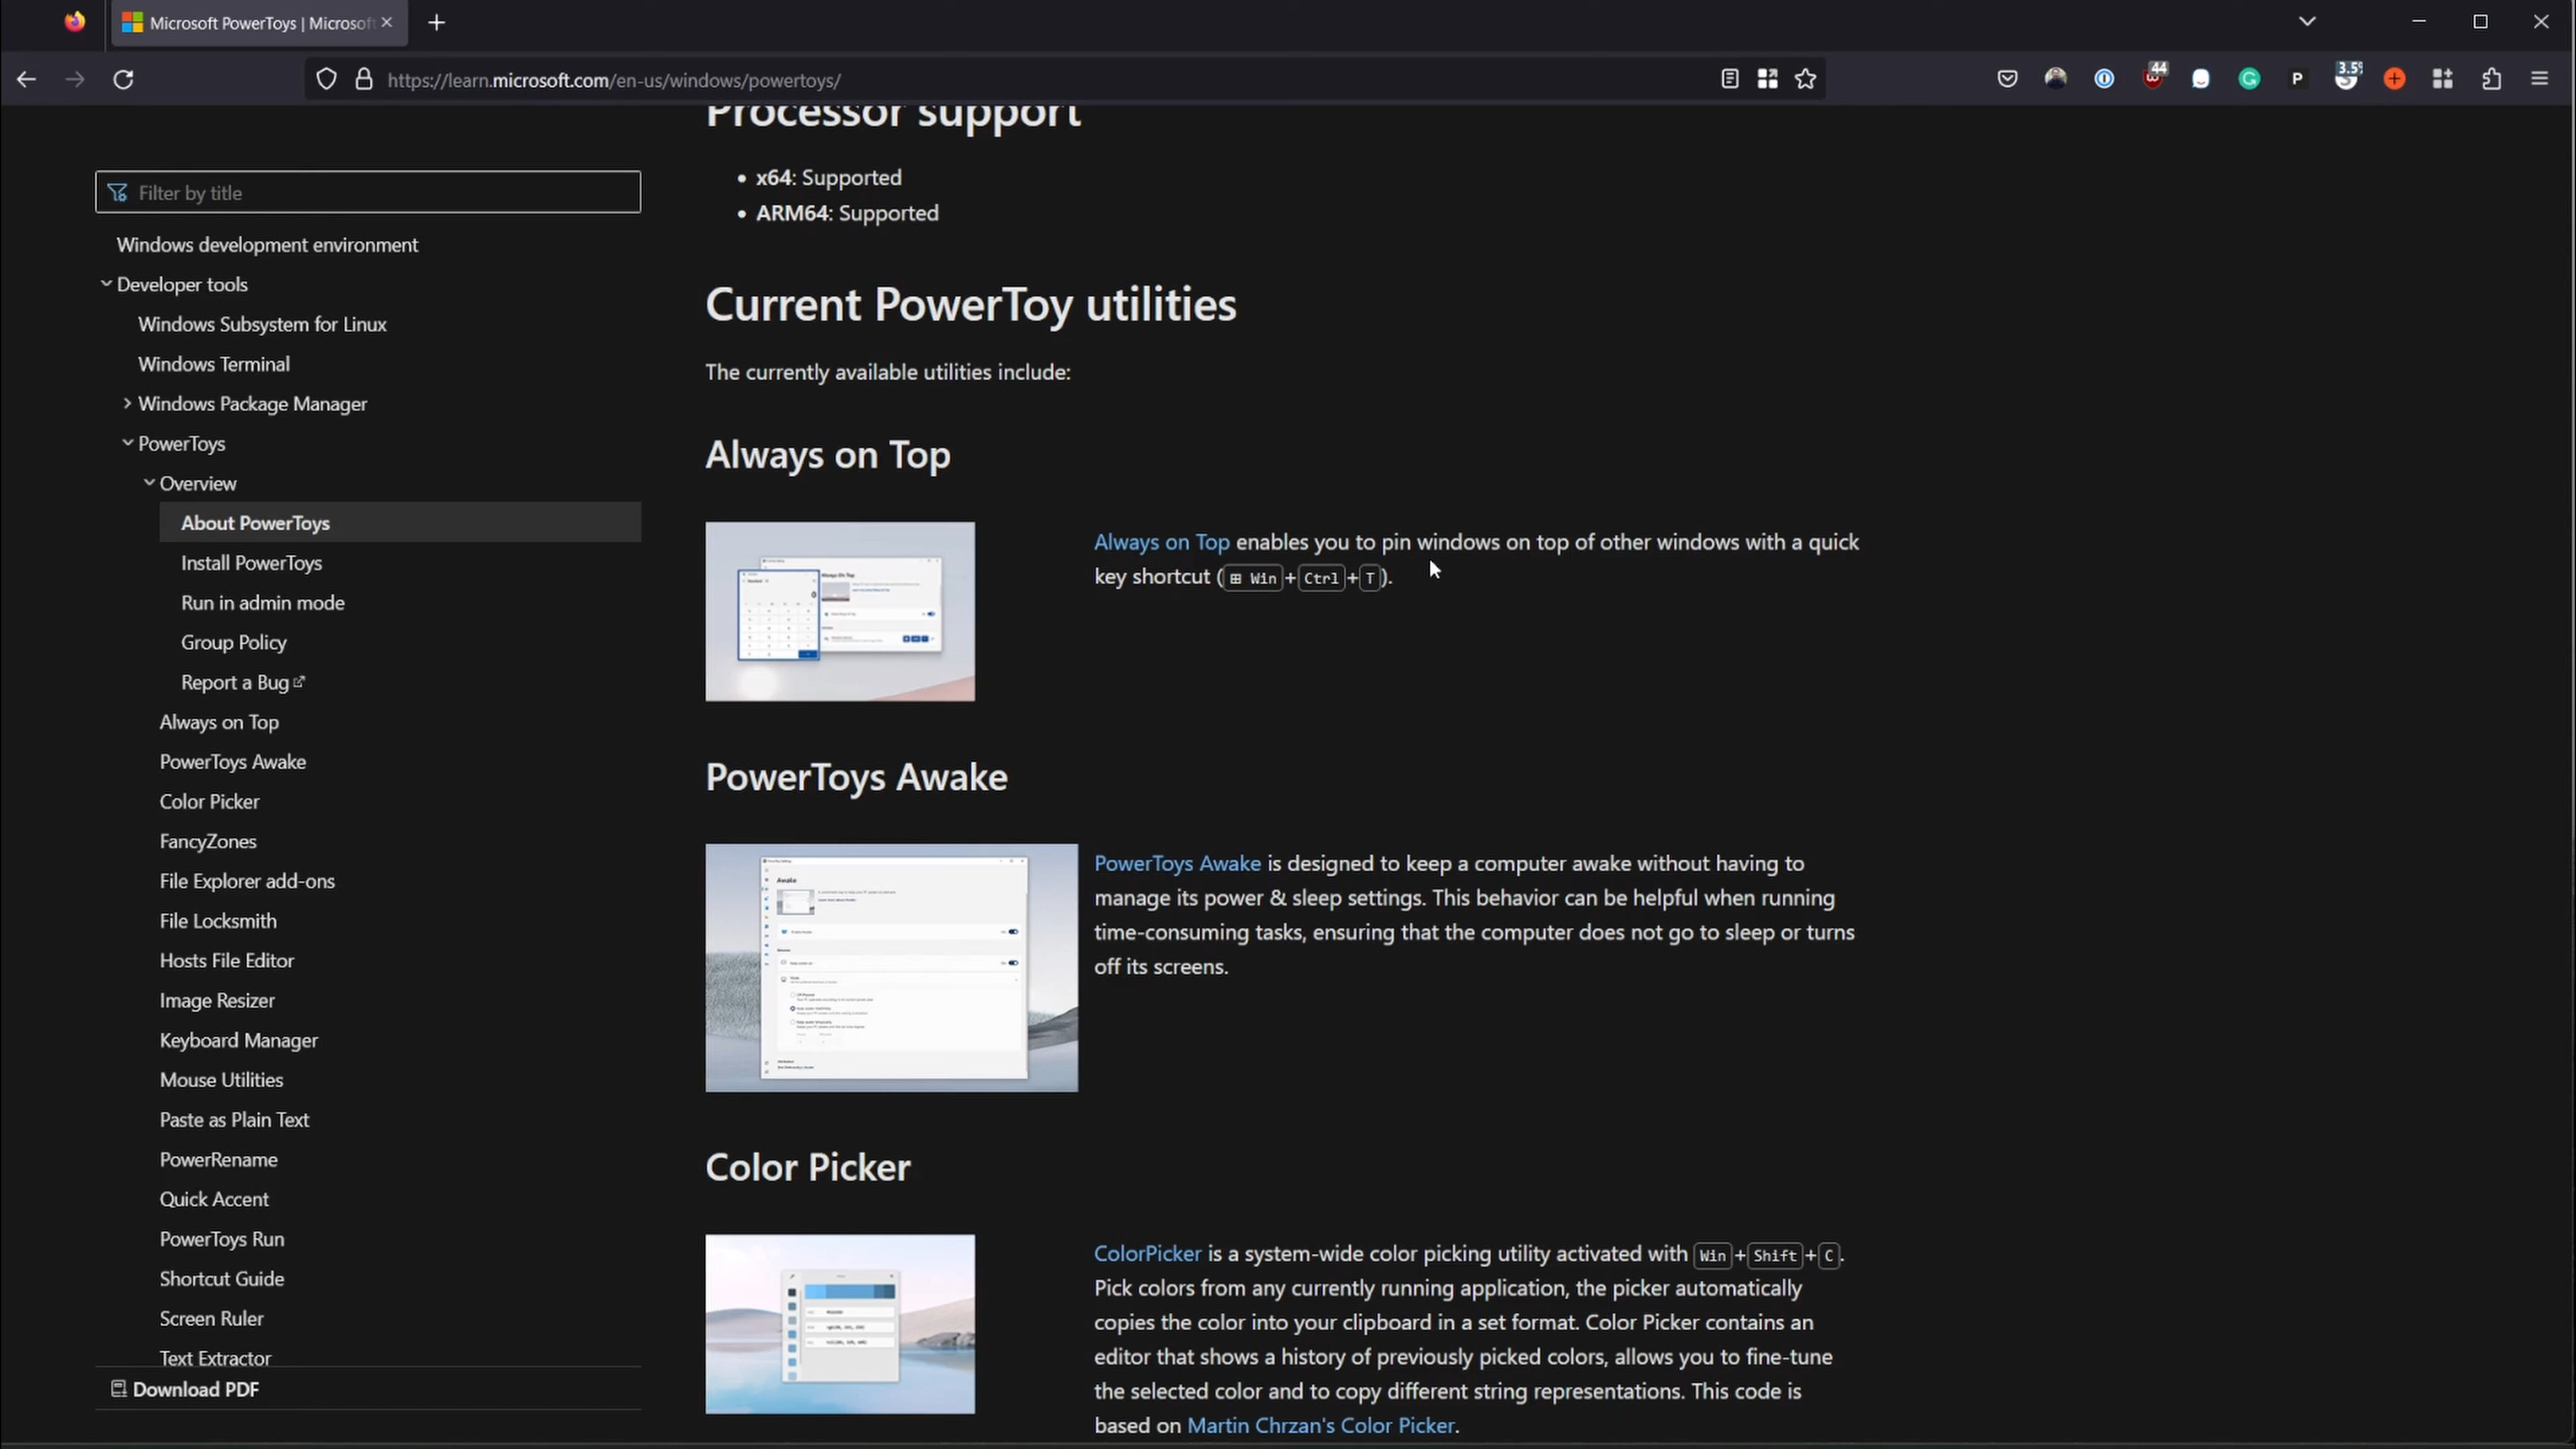 Microsoft PowerToys | Microsoft
https://learn.microsoft.com/en-us/windows/powertoys/
44
3.5
P
Filter by title
Windows development environment
Developer tools
Windows Subsystem for Linux
Windows Terminal
Windows Package Manager
PowerToys
Overview
About PowerToys
Install PowerToys
Run in admin mode
Group Policy
Report a Bug
Always on Top
PowerToys Awake
Color Picker
FancyZones
File Explorer add-ons
File Locksmith
Hosts File Editor
Image Resizer
Keyboard Manager
Mouse Utilities
Paste as Plain Text
PowerRename
Quick Accent
PowerToys Run
Shortcut Guide
Screen Ruler
Text Extractor
Download PDF
Processor support
• x64: Supported
• ARM64: Supported
Current PowerToy utilities
The currently available utilities include:
Always on Top
Always on Top enables you to pin windows on top of other windows with a quick
key shortcut (⊞ Win+Ctrl+T).
PowerToys Awake
Awake
PowerToys Awake is designed to keep a computer awake without having to
manage its power & sleep settings. This behavior can be helpful when running
time-consuming tasks, ensuring that the computer does not go to sleep or turns
off its screens.
Color Picker
ColorPicker is a system-wide color picking utility activated with Win+Shift+C.
Pick colors from any currently running application, the picker automatically
copies the color into your clipboard in a set format. Color Picker contains an
editor that shows a history of previously picked colors, allows you to fine-tune
the selected color and to copy different string representations. This code is
based on Martin Chrzan's Color Picker.